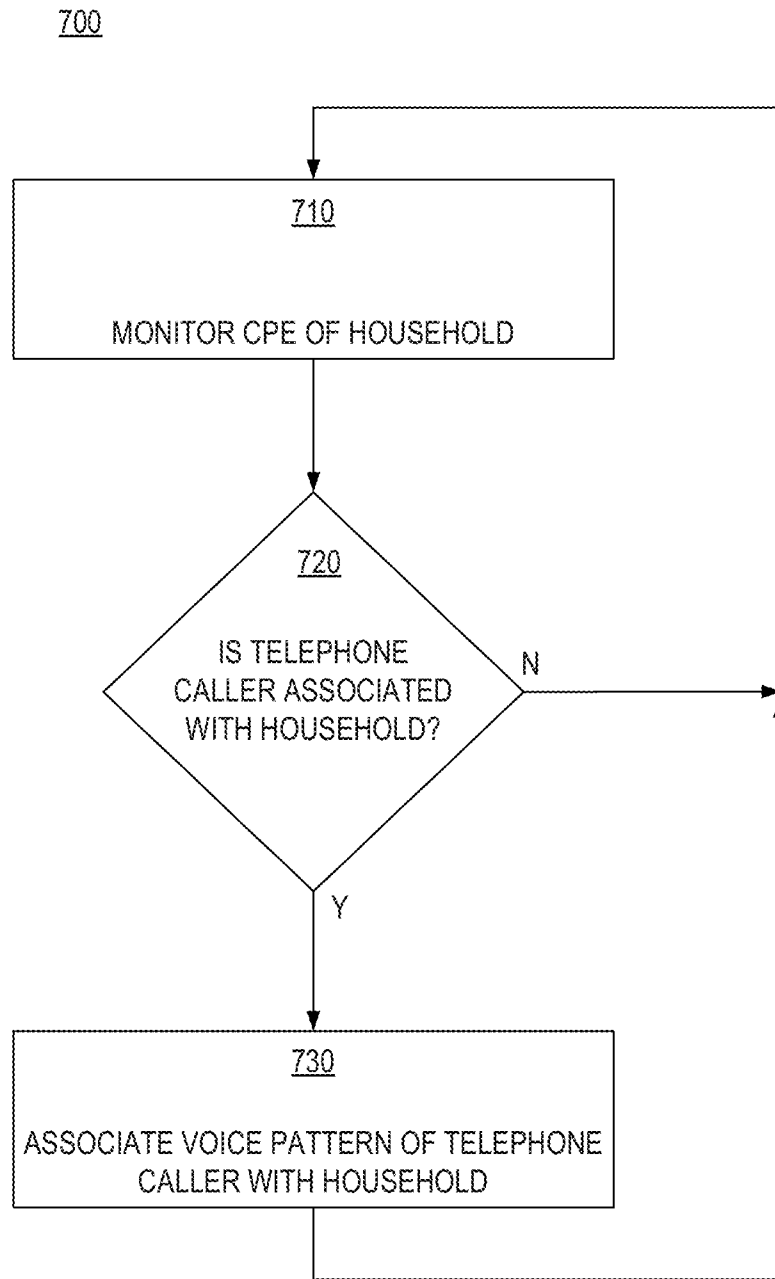 700
710
MONITOR CPE OF HOUSEHOLD
720
IS TELEPHONE
CALLER ASSOCIATED
WITH HOUSEHOLD?
N
Y
730
ASSOCIATE VOICE PATTERN OF TELEPHONE
CALLER WITH HOUSEHOLD